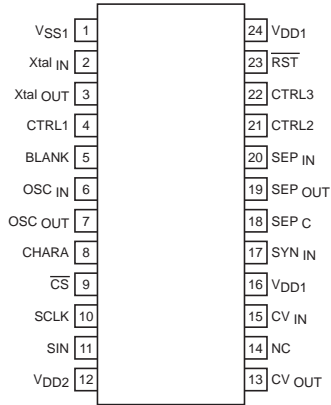 VSS1 1 24 VDD1
Xtal IN 2 23 RST
Xtal OUT 3 22 CTRL3
CTRL1 4 21 CTRL2
BLANK 5 20 SEP IN
OSC IN 6 19 SEP OUT
OSC OUT 7 18 SEP C
CHARA 8 17 SYN IN
CS 9 16 VDD1
SCLK 10 15 CV IN
SIN 11 14 NC
VDD2 12 13 CV OUT